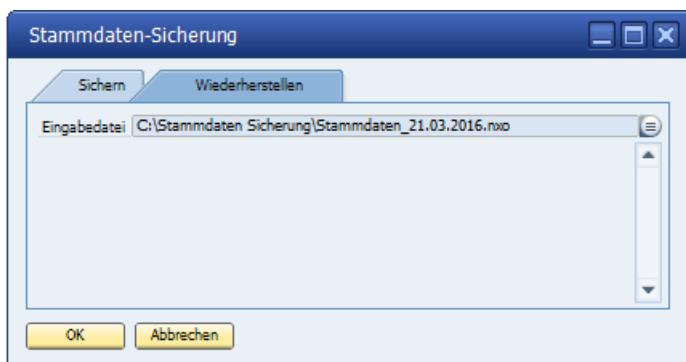 Stammdaten-Sicherung
Sichern Wiederherstellen
Eingabedatei C:\Stammdaten Sicherung\Stammdaten_21.03.2016.nxo
OK Abbrechen